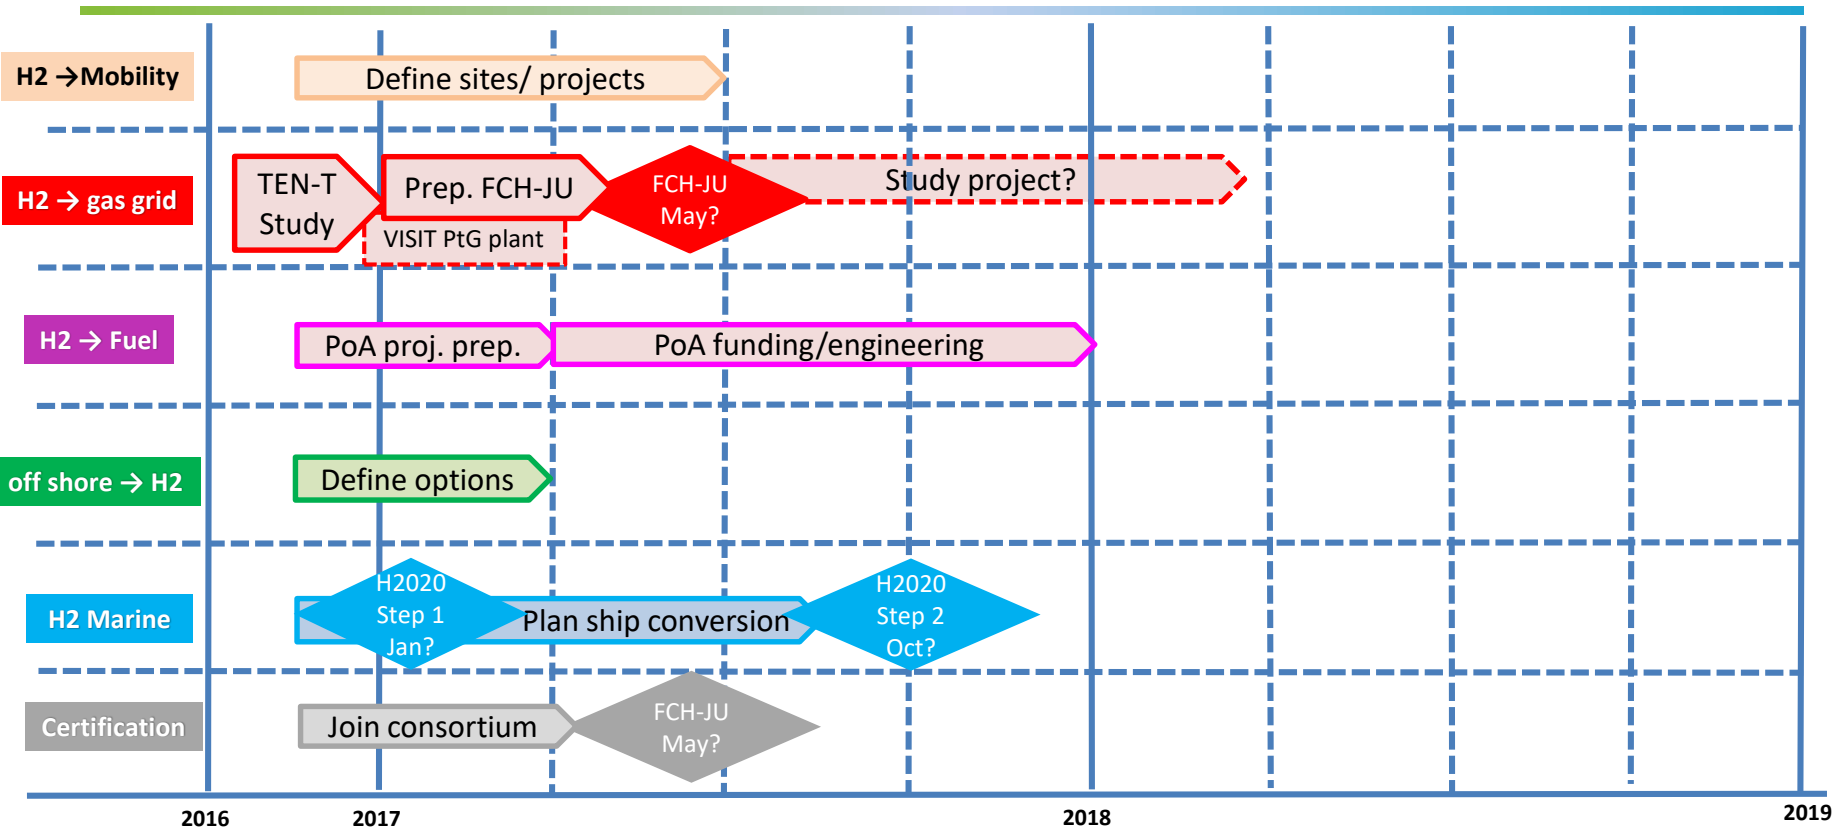 H2 →Mobility
Define sites/ projects
H2 → gas grid
TEN-T
Study
Prep. FCH-JU
VISIT PtG plant
FCH-JU
May?
Study project?
H2 → Fuel
PoA proj. prep.
PoA funding/engineering
off shore → H2
Define options
H2 Marine
H2020
Step 1
Jan?
Plan ship conversion
H2020
Step 2
Oct?
Certification
Join consortium
FCH-JU
May?
2016
2017
2018
2019